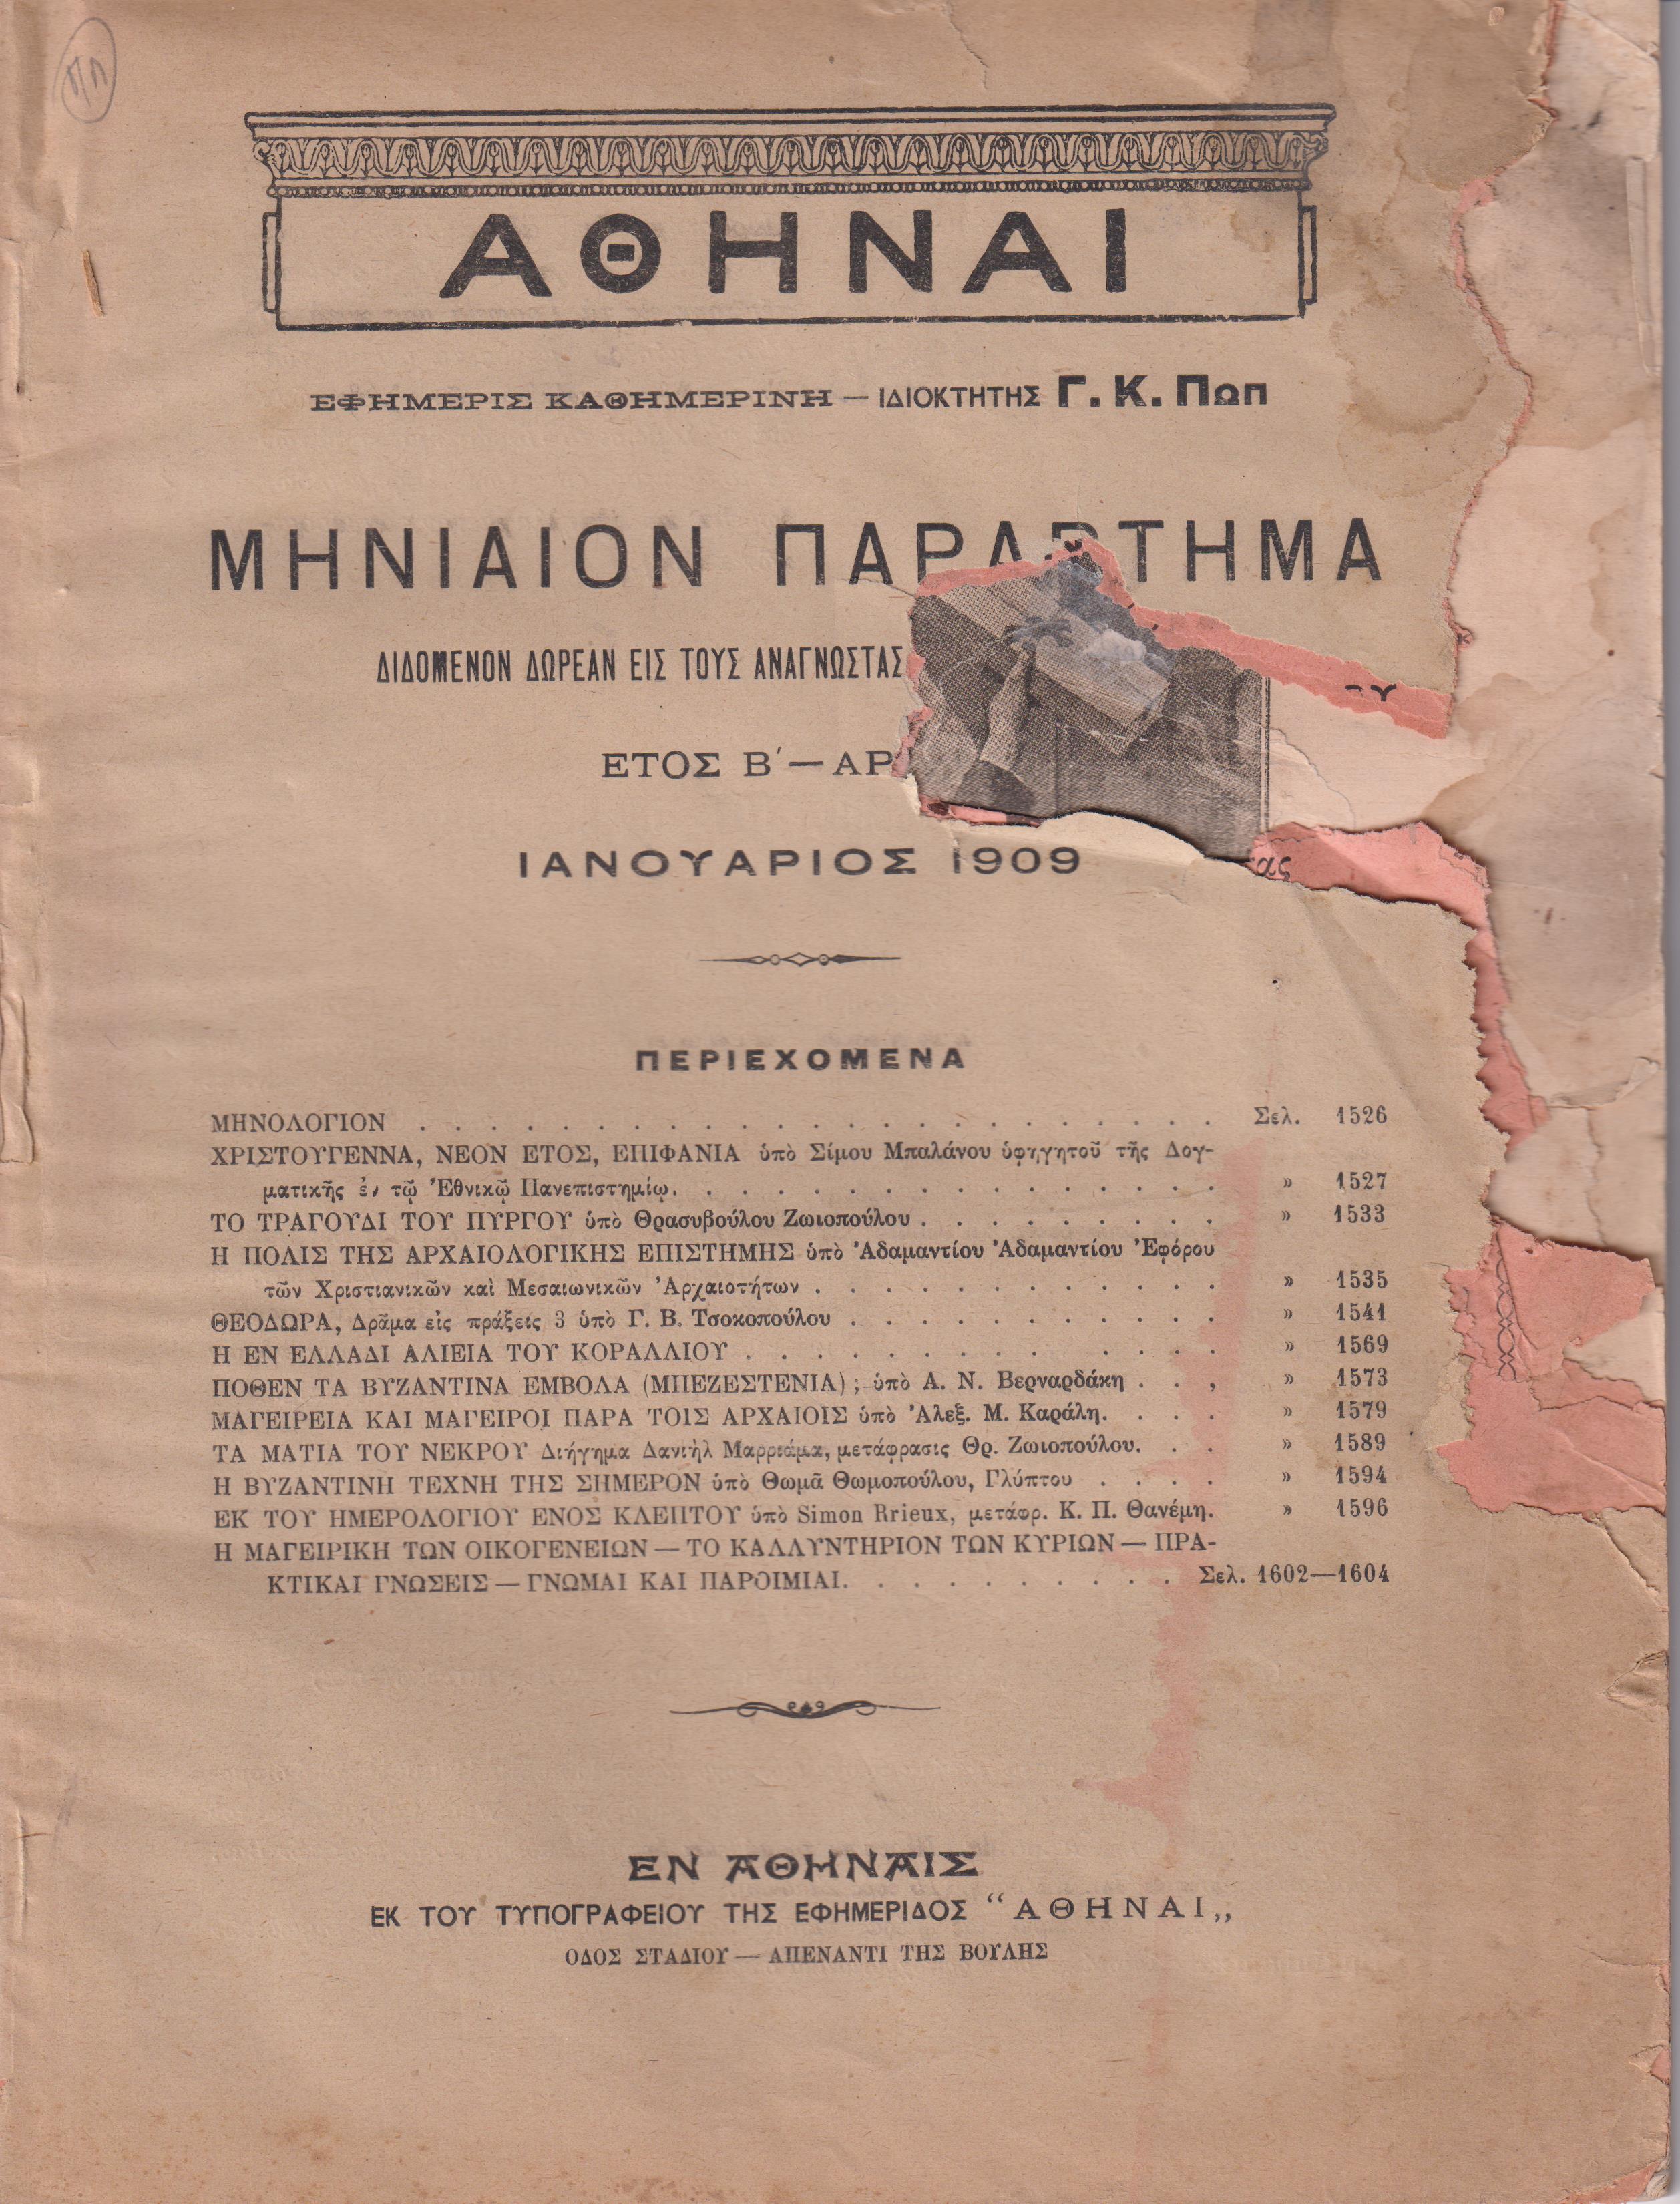 ΑΘΗΝΑΙ
ΕΦΗΜΕΡΙΣ ΚΑΘΗΜΕΡΙΝΗ — ΙΔΙΟΚΤΗΤΗΣ Γ. Κ. Πωπ
ΜΗΝΙΑΙΟΝ ΠΑΡΑΡΤΗΜΑ
ΔΙΔΟΜΕΝΟΝ ΔΩΡΕΑΝ ΕΙΣ ΤΟΥΣ ΑΝΑΓΝΩΣΤΑΣ
ΕΤΟΣ Β΄ — ΑΡ
ΙΑΝΟΥΑΡΙΟΣ 1909
ας
ΠΕΡΙΕΧΟΜΕΝΑ
ΜΗΝΟΛΟΓΙΟΝ . . . . . . . . . . . . . . . . . . . . . . . Σελ. 1526
ΧΡΙΣΤΟΥΓΕΝΝΑ, ΝΕΟΝ ΕΤΟΣ, ΕΠΙΦΑΝΙΑ ὑπὸ Σίμου Μπαλάνου ὑφηγητοῦ τῆς Δογ-
ματικῆς ἐν τῷ Ἐθνικῷ Πανεπιστημίῳ. . . . . . . . . . . . . . . . » 1527
ΤΟ ΤΡΑΓΟΥΔΙ ΤΟΥ ΠΥΡΓΟΥ ὑπὸ Θρασυβούλου Ζωιοπούλου . . . . . . . . . » 1533
Η ΠΟΛΙΣ ΤΗΣ ΑΡΧΑΙΟΛΟΓΙΚΗΣ ΕΠΙΣΤΗΜΗΣ ὑπὸ Ἀδαμαντίου Ἀδαμαντίου Ἐφόρου
τῶν Χριστιανικῶν καὶ Μεσαιωνικῶν Ἀρχαιοτήτων . . . . . . . . . . . . » 1535
ΘΕΟΔΩΡΑ, Δρᾶμα εἰς πράξεις 3 ὑπὸ Γ. Β. Τσοκοπούλου . . . . . . . . . . . » 1541
Η ΕΝ ΕΛΛΑΔΙ ΑΛΙΕΙΑ ΤΟΥ ΚΟΡΑΛΛΙΟΥ . . . . . . . . . . . . . » 1569
ΠΟΘΕΝ ΤΑ ΒΥΖΑΝΤΙΝΑ ΕΜΒΟΛΑ (ΜΠΕΖΕΣΤΕΝΙΑ) ; ὑπὸ Α. Ν. Βερναρδάκη . . , » 1573
ΜΑΓΕΙΡΕΙΑ ΚΑΙ ΜΑΓΕΙΡΟΙ ΠΑΡΑ ΤΟΙΣ ΑΡΧΑΙΟΙΣ ὑπὸ Ἀλεξ. Μ. Καράλη. . . . » 1579
ΤΑ ΜΑΤΙΑ ΤΟΥ ΝΕΚΡΟΥ Διήγημα Δανιὴλ Μαρριάμα, μετάφρασις Θρ. Ζωιοπούλου. . . » 1589
Η ΒΥΖΑΝΤΙΝΗ ΤΕΧΝΗ ΤΗΣ ΣΗΜΕΡΟΝ ὑπὸ Θωμᾶ Θωμοπούλου, Γλύπτου . . . . » 1594
ΕΚ ΤΟΥ ΗΜΕΡΟΛΟΓΙΟΥ ΕΝΟΣ ΚΛΕΠΤΟΥ ὑπὸ Simon Rrieux, μετάφρ. Κ. Π. Θανέμη. » 1596
Η ΜΑΓΕΙΡΙΚΗ ΤΩΝ ΟΙΚΟΓΕΝΕΙΩΝ — ΤΟ ΚΑΛΛΥΝΤΗΡΙΟΝ ΤΩΝ ΚΥΡΙΩΝ — ΠΡΑ-
ΚΤΙΚΑΙ ΓΝΩΣΕΙΣ — ΓΝΩΜΑΙ ΚΑΙ ΠΑΡΟΙΜΙΑΙ. . . . . . . . . . Σελ. 1602—1604
ΕΝ ΑΘΗΝΑΙΣ
ΕΚ ΤΟΥ ΤΥΠΟΓΡΑΦΕΙΟΥ ΤΗΣ ΕΦΗΜΕΡΙΔΟΣ “ΑΘΗΝΑΙ„
ΟΔΟΣ ΣΤΑΔΙΟΥ — ΑΠΕΝΑΝΤΙ ΤΗΣ ΒΟΥΛΗΣ